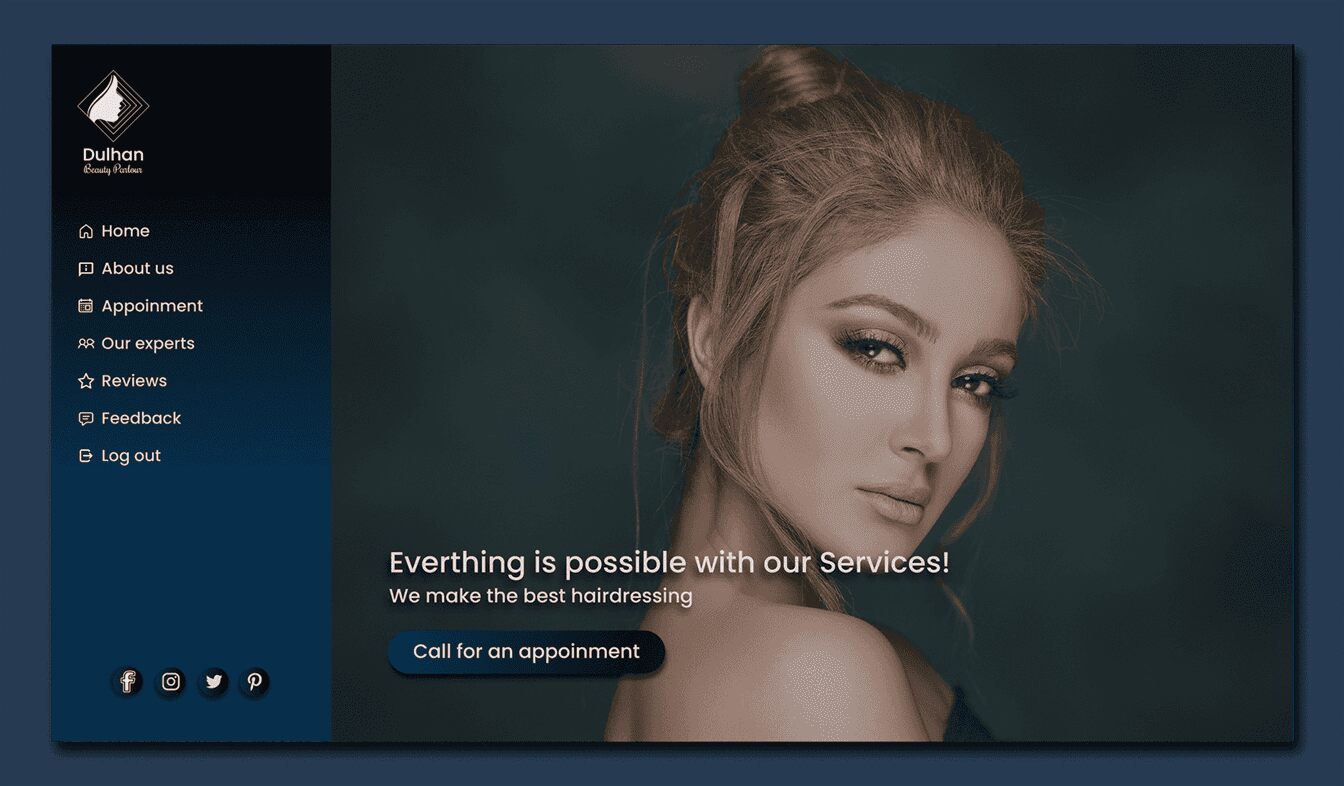 Dulhan
Beauty Parlour
Home
About us
Appoinment
Our experts
Reviews
Feedback
Log out
Everthing is possible with our Services!
We make the best hairdressing
Call for an appoinment